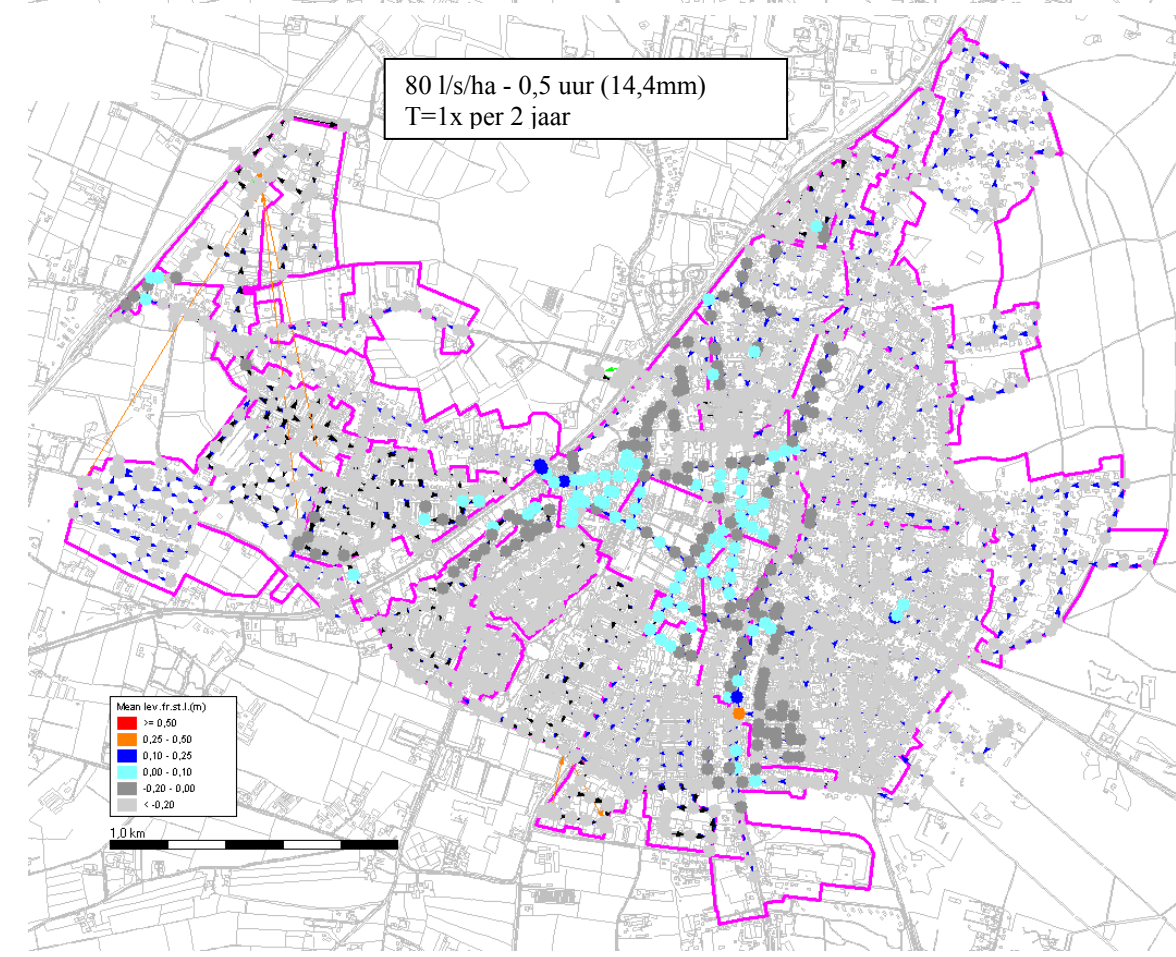 80 l/s/ha - 0,5 uur (14,4mm)
T=1x per 2 jaar
Mean lev.fr.st.l.(m)
>= 0,50
0,25 - 0,50
0,10 - 0,25
0,00 - 0,10
-0,20 - 0,00
< -0,20
1,0 km